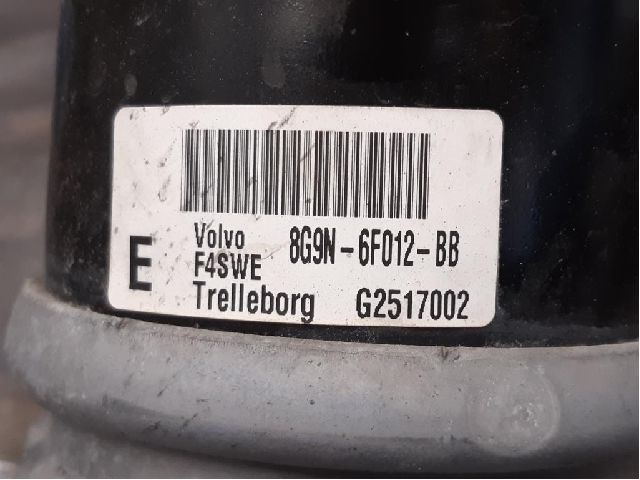 E
Volvo 8G9N-6F012-BB
F4SWE
Trelleborg G2517002